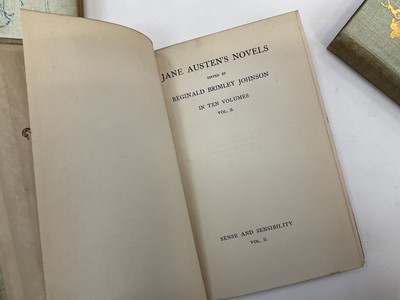 JANE AUSTEN'S NOVELS
EDITED BY
REGINALD BRIMLEY JOHNSON
IN TEN VOLUMES
VOL. II.
SENSE AND SENSIBILITY
VOL. II.